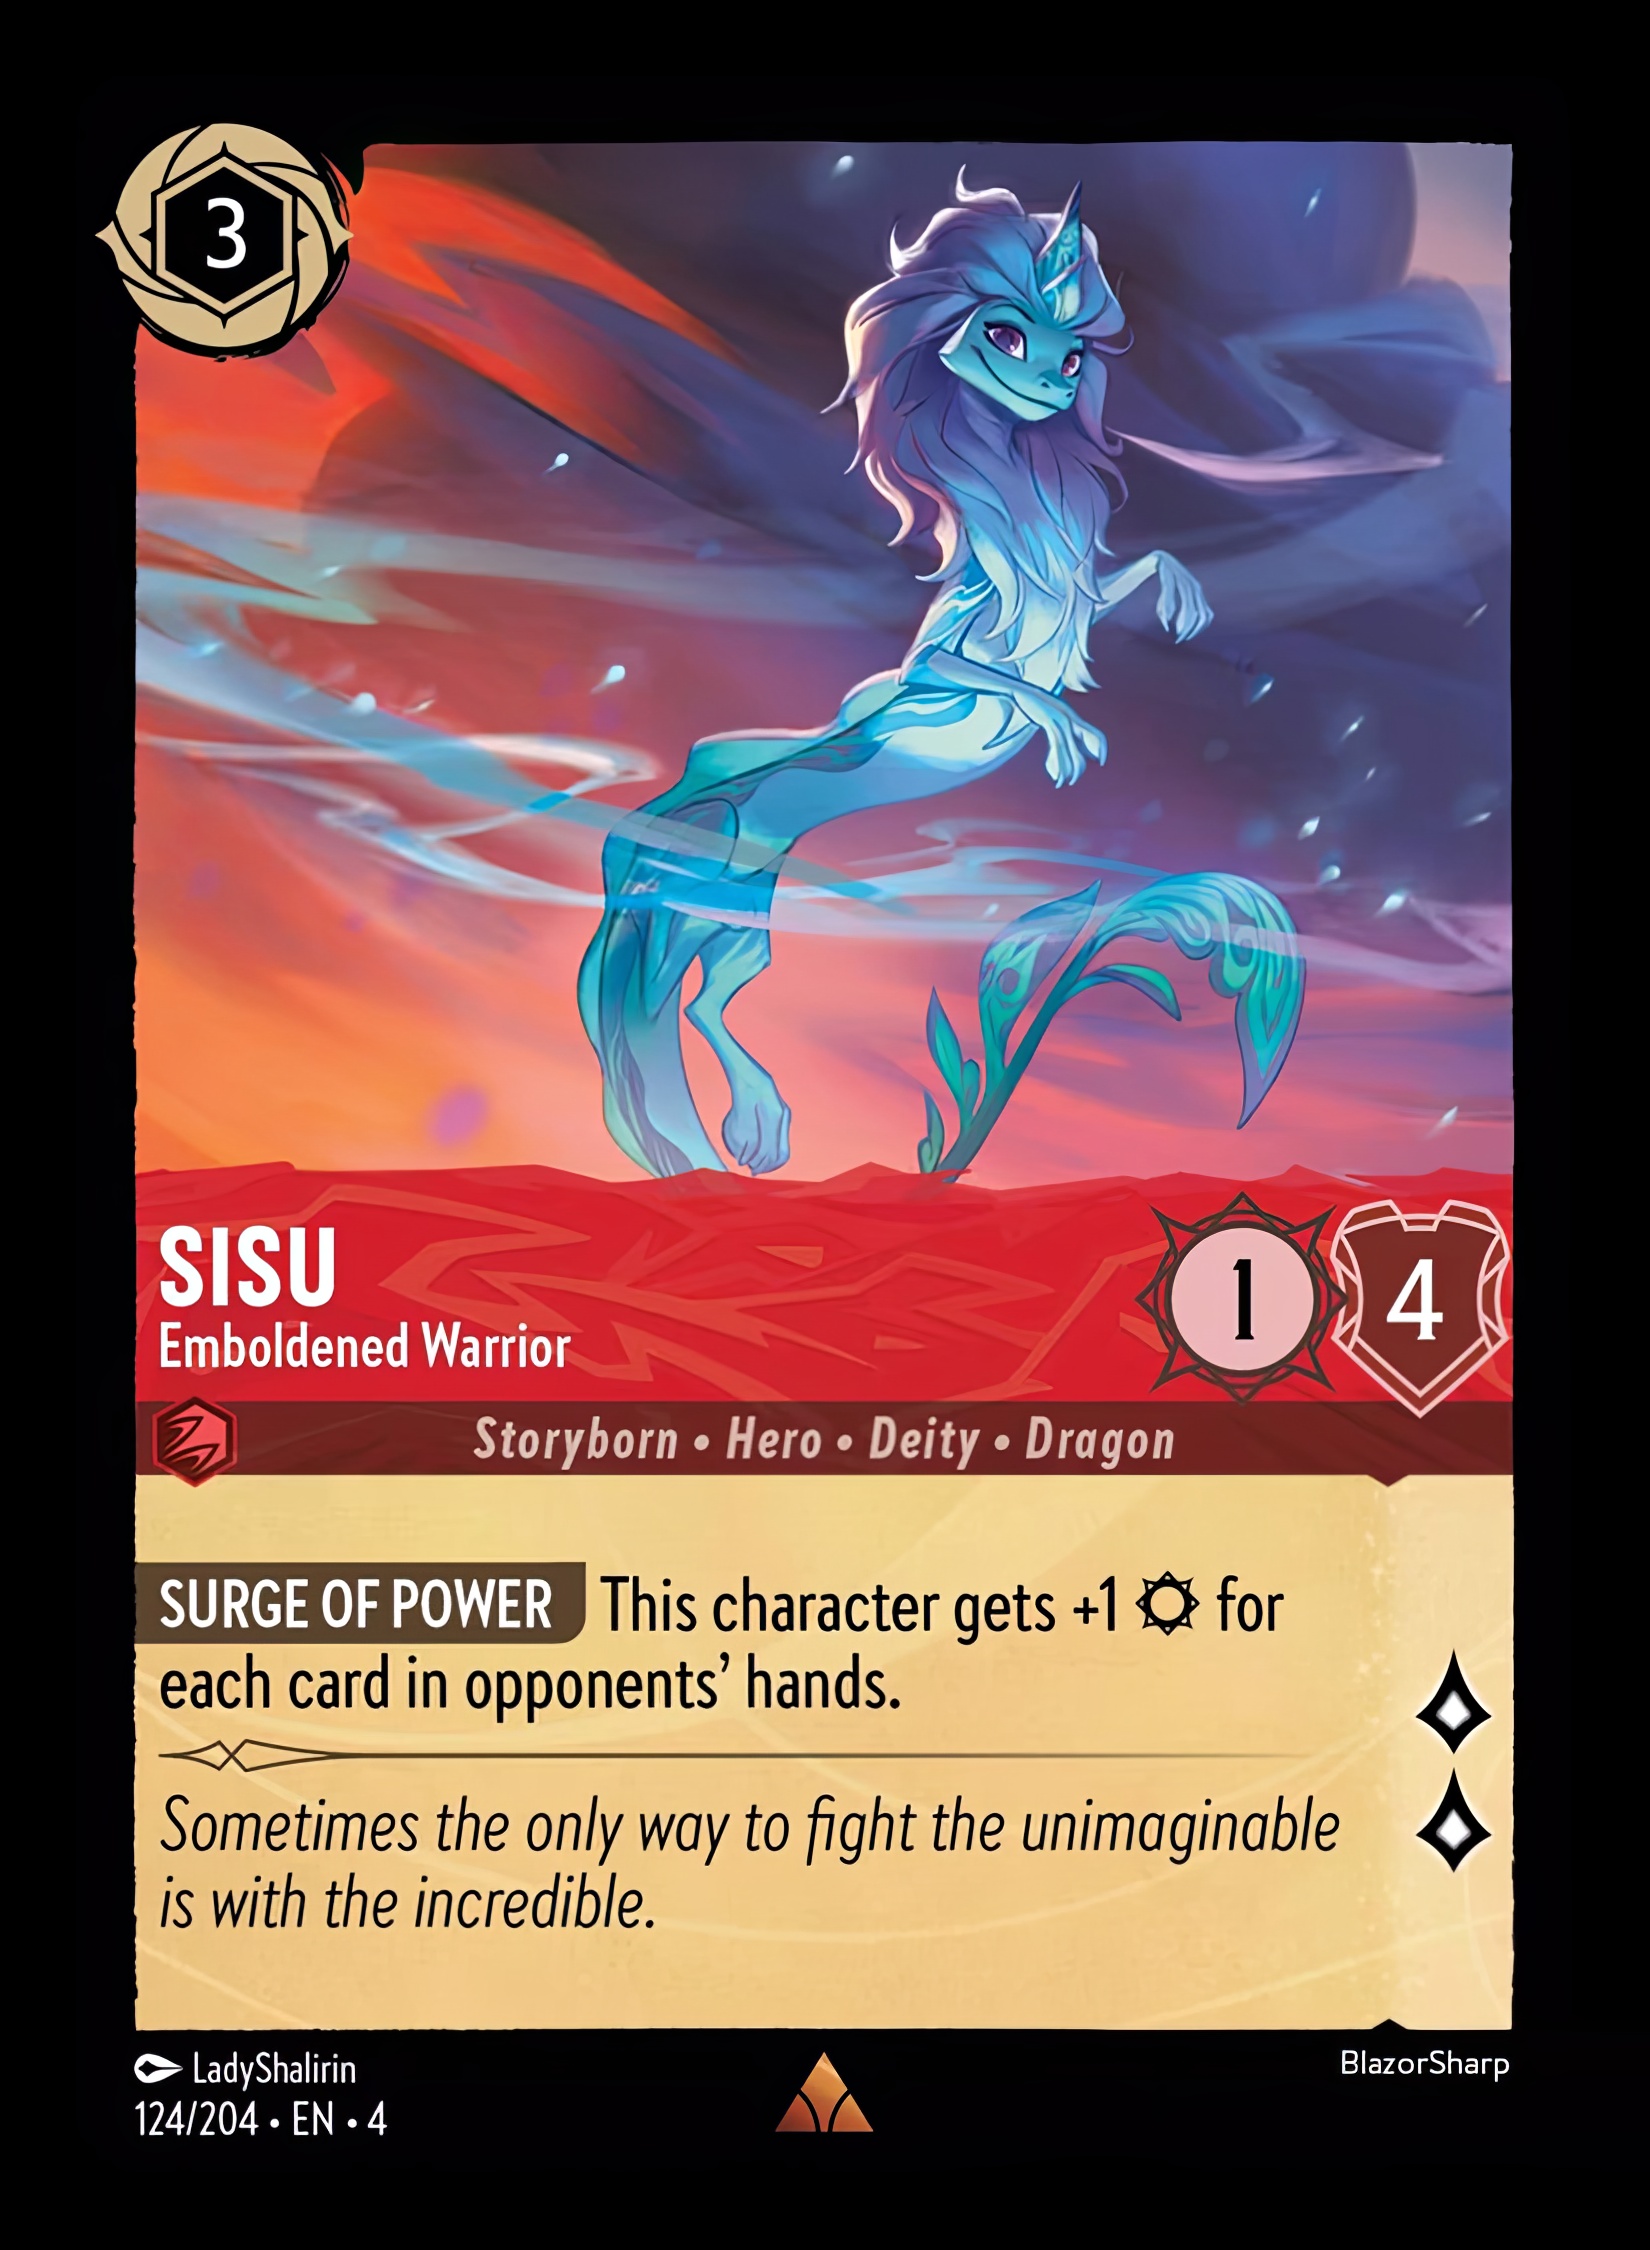 3
SISU
Emboldened Warrior
1 4
Storyborn • Hero • Deity • Dragon
SURGE OF POWER This character gets +1 for
each card in opponents’ hands.
Sometimes the only way to fight the unimaginable
is with the incredible.
LadyShalirin
BlazorSharp
124/204 • EN • 4